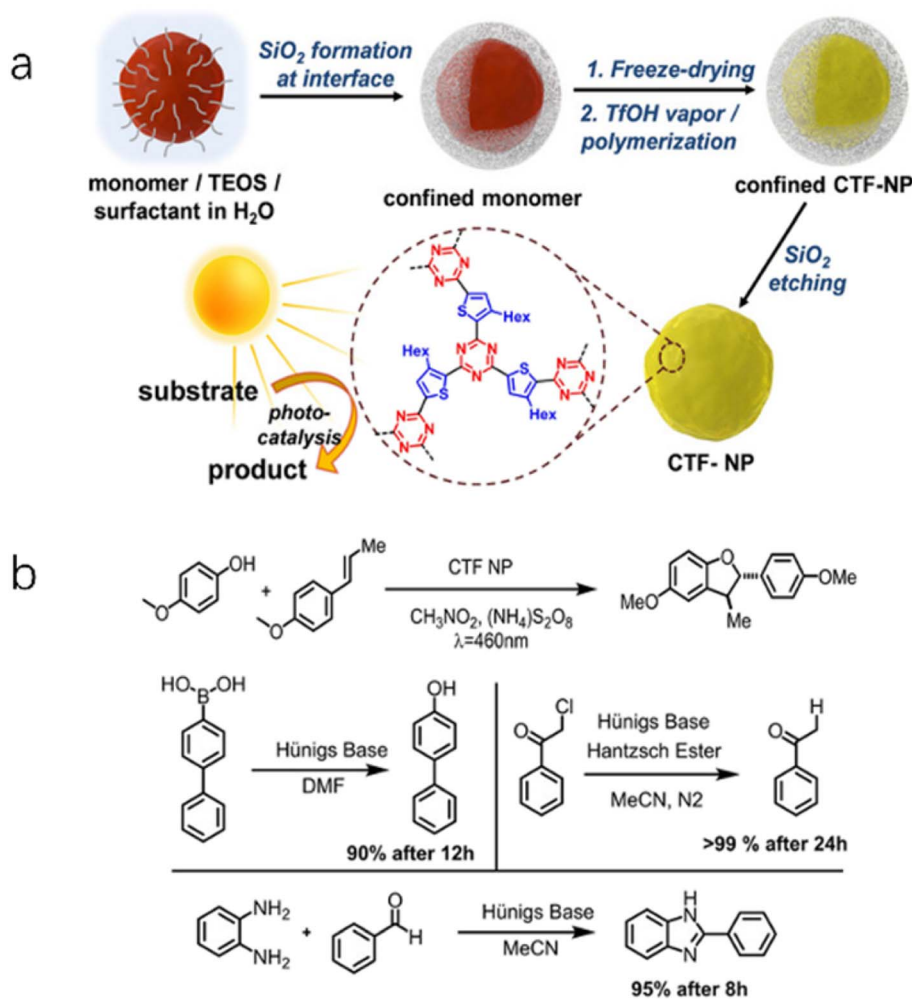 a
SiO2 formation
at interface
1. Freeze-drying
2. TfOH vapor /
polymerization
monomer / TEOS /
surfactant in H2O
confined monomer
confined CTF-NP
SiO2
etching
N
N
N
N
N
N
N
N
N
N
N
N
S
S
S
Hex
Hex
Hex
substrate
photo-
catalysis
product
CTF- NP
b
OH
O
+
O
Me
CTF NP
CH3NO2, (NH4)S2O8
λ=460nm
MeO
O
Me
OMe
HO
B
OH
Hünigs Base
DMF
OH
90% after 12h
O
Cl
Hünigs Base
Hantzsch Ester
MeCN, N2
O
H
>99 % after 24h
NH2
NH2
+
O
H
Hünigs Base
MeCN
H
N
N
95% after 8h